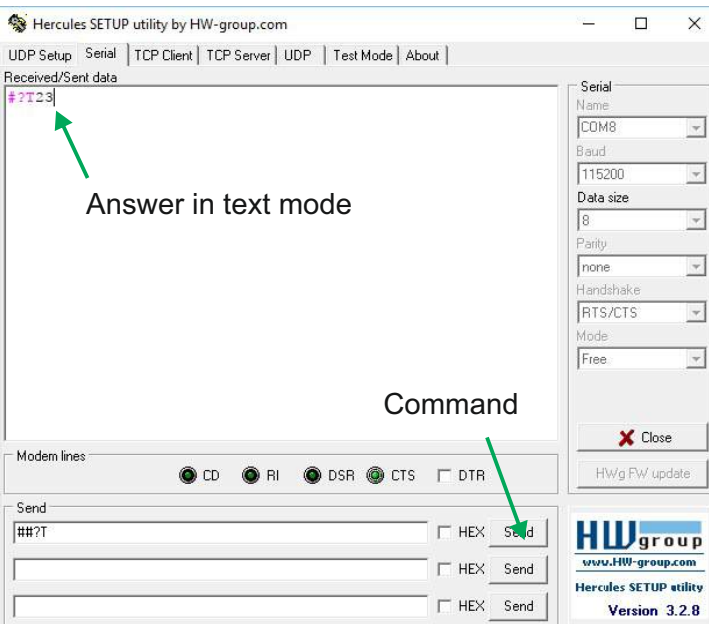 Hercules SETUP utility by HW-group.com
UDP Setup Serial TCP Client TCP Server UDP Test Mode About
Received/Sent data
#?T23
Answer in text mode
Command
Serial
Name
COM8
Baud
115200
Data size
8
Parity
none
Handshake
RTS/CTS
Mode
Free
Close
HWg FW update
Modem lines
CD RI DSR CTS DTR
Send
##?T HEX Send
HEX Send
HEX Send
HW group
www.HW-group.com
Hercules SETUP utility
Version 3.2.8